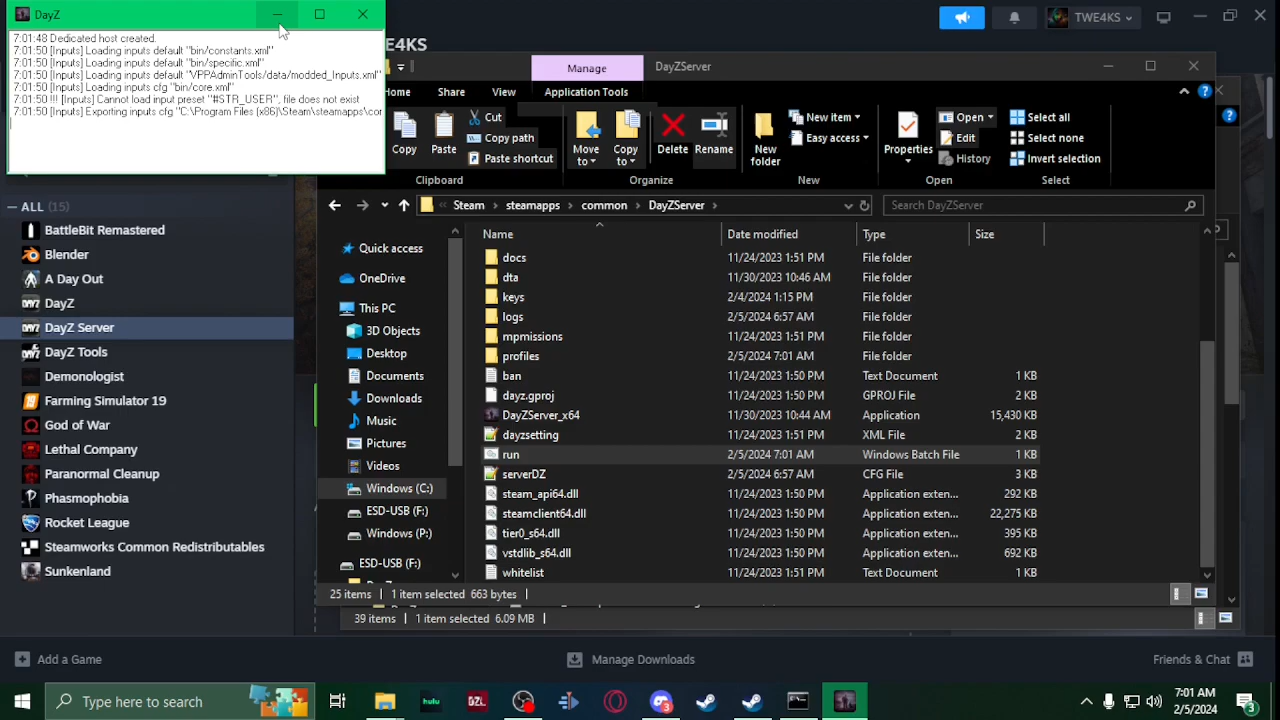 DayZ
7:01:48 Dedicated host created.
7:01:50 [Inputs] Loading inputs default "bin/constants.xml"
7:01:50 [Inputs] Loading inputs default "bin/specific.xml"
7:01:50 [Inputs] Loading inputs default "VPPAdminTools/data/modded_Inputs.xml"
7:01:50 [Inputs] Loading inputs cfg "bin/core.xml"
7:01:50 !!! [Inputs] Cannot load input preset "#STR_USER", file does not exist
7:01:50 [Inputs] Exporting inputs cfg "C:\Program Files (x86)\Steam\steamapps\cor
TWE4KS
TWE4KS
Manage
DayZServer
ome
Share
View
Application Tools
Copy
Paste
Cut
Copy path
Paste shortcut
Clipboard
Move to
Copy to
Delete
Rename
Organize
New folder
New item
Easy access
New
Properties
Open
Edit
History
Open
Select all
Select none
Invert selection
Select
Steam
steamapps
common
DayZServer
Search DayZServer
ALL (15)
BattleBit Remastered
Blender
A Day Out
DayZ
DayZ Server
DayZ Tools
Demonologist
Farming Simulator 19
God of War
Lethal Company
Paranormal Cleanup
Phasmophobia
Rocket League
Steamworks Common Redistributables
Sunkenland
Quick access
OneDrive
This PC
3D Objects
Desktop
Documents
Downloads
Music
Pictures
Videos
Windows (C:)
ESD-USB (F:)
Windows (P:)
ESD-USB (F:)
Name Date modified Type Size
docs 11/24/2023 1:51 PM File folder
dta 11/30/2023 10:46 AM File folder
keys 2/4/2024 1:15 PM File folder
logs 2/5/2024 6:57 AM File folder
mpmissions 11/24/2023 1:51 PM File folder
profiles 2/5/2024 7:01 AM File folder
ban 11/24/2023 1:50 PM Text Document 1 KB
dayz.gproj 11/24/2023 1:51 PM GPROJ File 2 KB
DayZServer_x64 11/30/2023 10:44 AM Application 15,430 KB
dayzsetting 11/24/2023 1:51 PM XML File 2 KB
run 2/5/2024 7:01 AM Windows Batch File 1 KB
serverDZ 2/5/2024 6:57 AM CFG File 3 KB
steam_api64.dll 11/24/2023 1:50 PM Application exten... 292 KB
steamclient64.dll 11/24/2023 1:50 PM Application exten... 22,275 KB
tier0_s64.dll 11/24/2023 1:50 PM Application exten... 395 KB
vstdlib_s64.dll 11/24/2023 1:50 PM Application exten... 692 KB
whitelist 11/24/2023 1:51 PM Text Document 1 KB
25 items 1 item selected 663 bytes
39 items 1 item selected 6.09 MB
Add a Game
Manage Downloads
Friends & Chat
Type here to search
hulu
DZL
3
7:01 AM
2/5/2024
3